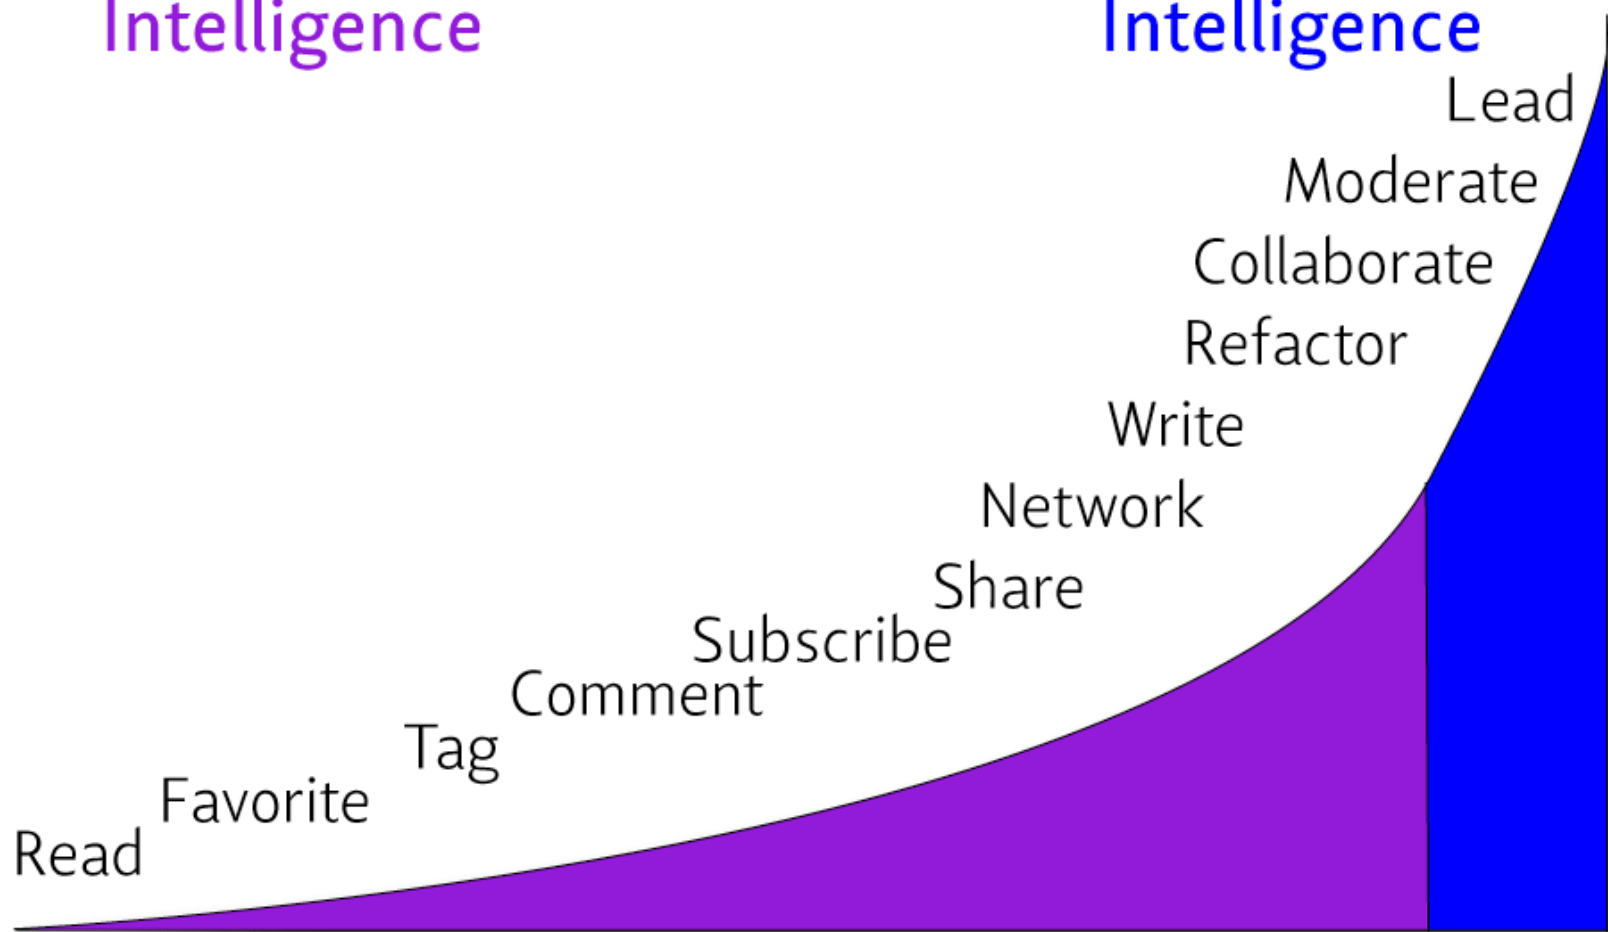 Intelligence
Intelligence
Lead
Moderate
Collaborate
Refactor
Write
Network
Share
Subscribe
Comment
Tag
Favorite
Read